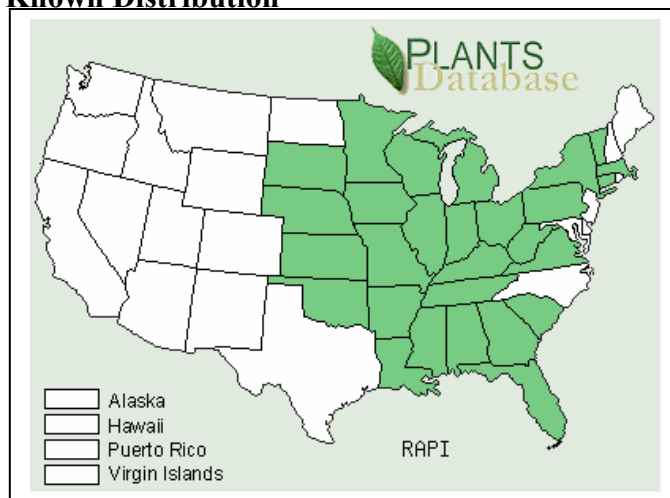 Known Distribution
PLANTS
Database
Alaska
Hawaii
Puerto Rico
Virgin Islands
RAPI